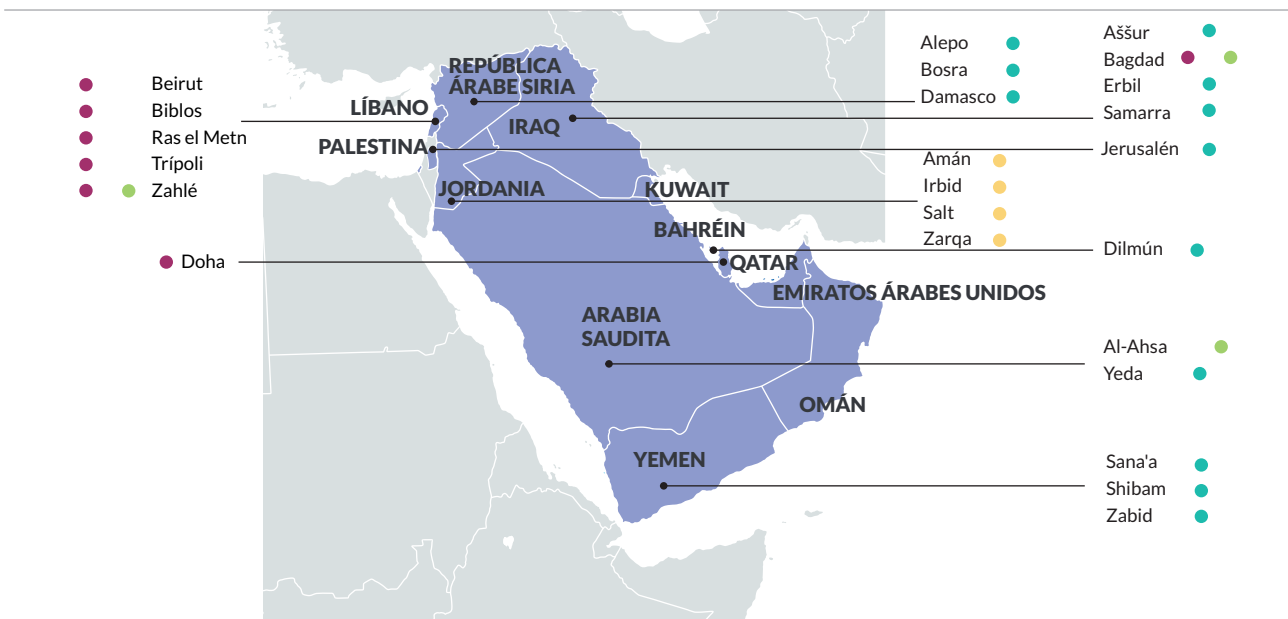 Beirut
Biblos
Ras el Metn
Trípoli
Zahlé
Doha
REPÚBLICA
ÁRABE SIRIA
LÍBANO
IRAQ
PALESTINA
JORDANIA
KUWAIT
BAHRÉIN
QATAR
EMIRATOS ÁRABES UNIDOS
ARABIA
SAUDITA
OMÁN
YEMEN
Alepo
Bosra
Damasco
Amán
Irbid
Salt
Zarqa
Aššur
Bagdad
Erbil
Samarra
Jerusalén
Dilmún
Al-Ahsa
Yeda
Sana'a
Shibam
Zabid